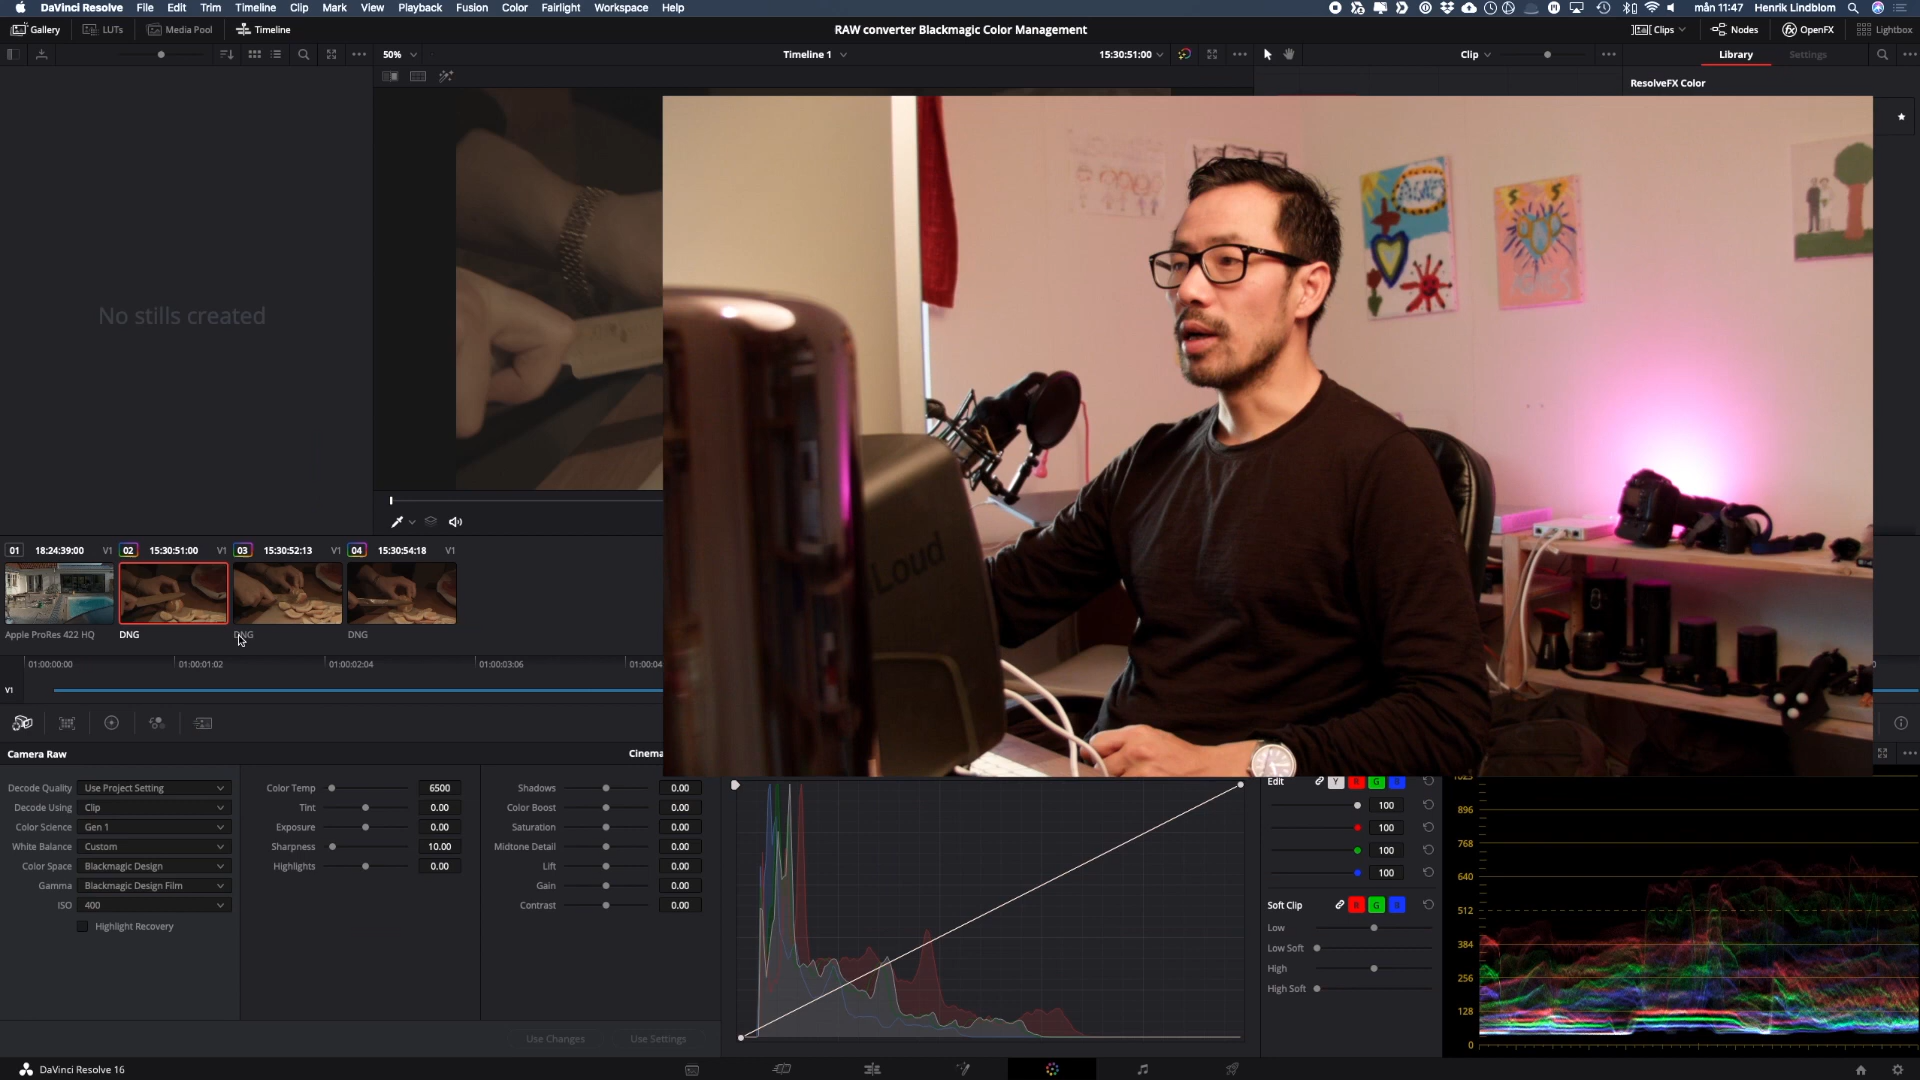 DaVinci Resolve File Edit Trim Timeline Clip Mark View Playback Fusion Color Fairlight Workspace Help mån 11:47 Henrik Lindblom
Gallery LUTs Media Pool Timeline RAW converter Blackmagic Color Management Clips Nodes OpenFX Lightbox
50% Timeline 1 15:30:51:00 Clip Library Settings
ResolveFX Color
No stills created
Loud
01 18:24:39:00 V1 02 15:30:51:00 V1 03 15:30:52:13 V1 04 15:30:54:18 V1
Apple ProRes 422 HQ DNG DNG DNG
01:00:00:00 01:00:01:02 01:00:02:04 01:00:03:06 01:00:04
V1
Camera Raw Cinema
Decode Quality Use Project Setting Color Temp 6500 Shadows 0.00 Edit Y R G B 1023
Decode Using Clip Tint 0.00 Color Boost 0.00 100 896
Color Science Gen 1 Exposure 0.00 Saturation 0.00 100
White Balance Custom Sharpness 10.00 Midtone Detail 0.00 100 768
Color Space Blackmagic Design Highlights 0.00 Lift 0.00 100 640
Gamma Blackmagic Design Film Gain 0.00
ISO 400 Contrast 0.00 Soft Clip R G B 512
Highlight Recovery Low
Low Soft 384
High 256
High Soft
128
Use Changes Use Settings 0
DaVinci Resolve 16